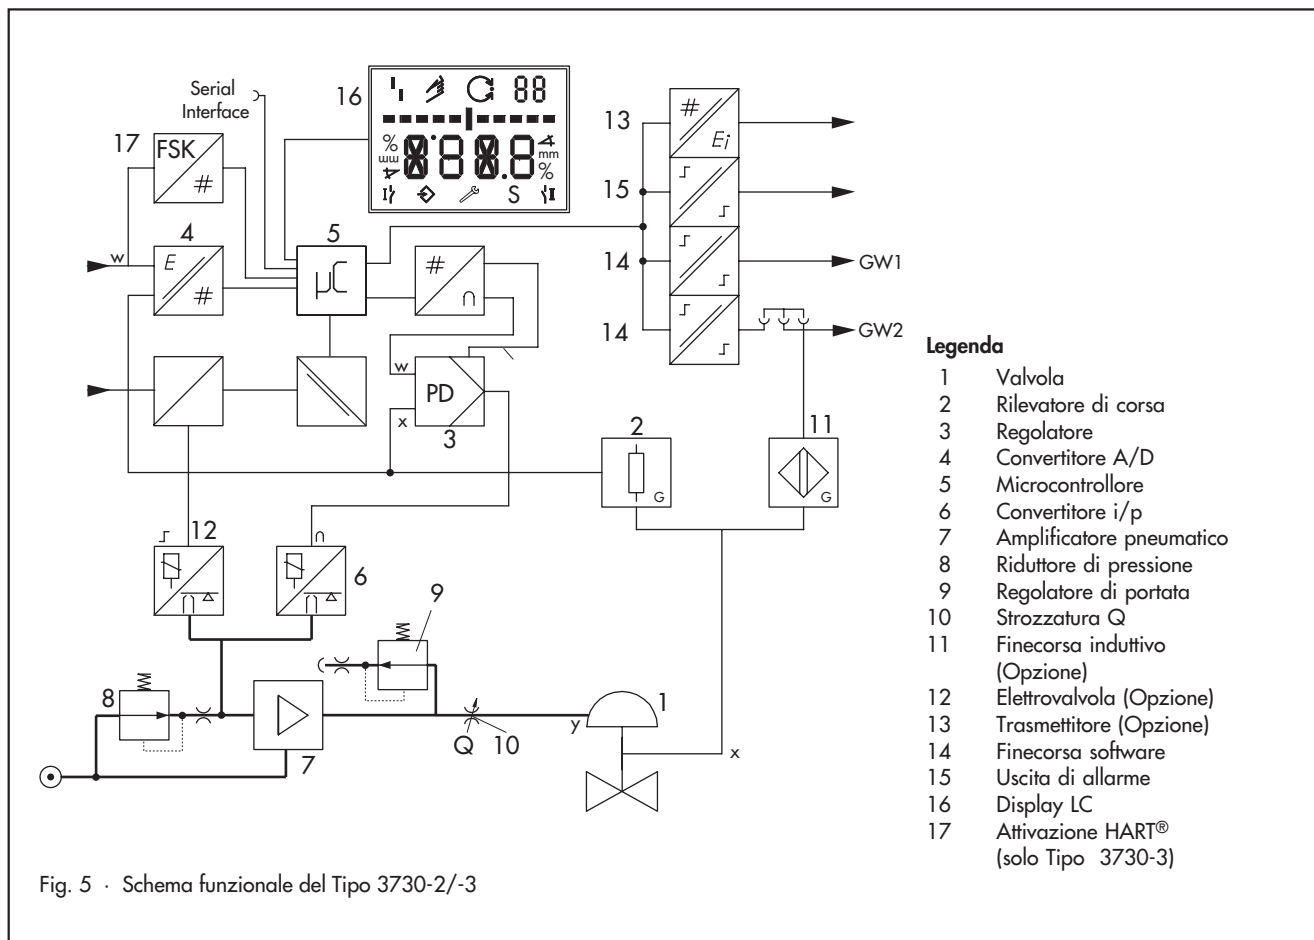 Serial
Interface
16
88
%
mm
8.8 8.8
mm
%
S
17
FSK
#
w
4
E
#
5
µC
#
∩
13
#
Ei
15
14
GW1
14
GW2
w
PD
x
3
2
G
11
G
12
∩
6
9
8
7
Q
10
y
1
x
Legenda
1 Valvola
2 Rilevatore di corsa
3 Regolatore
4 Convertitore A/D
5 Microcontrollore
6 Convertitore i/p
7 Amplificatore pneumatico
8 Riduttore di pressione
9 Regolatore di portata
10 Strozzatura Q
11 Finecorsa induttivo
(Opzione)
12 Elettrovalvola (Opzione)
13 Trasmettitore (Opzione)
14 Finecorsa software
15 Uscita di allarme
16 Display LC
17 Attivazione HART®
(solo Tipo 3730-3)
Fig. 5 · Schema funzionale del Tipo 3730-2/-3